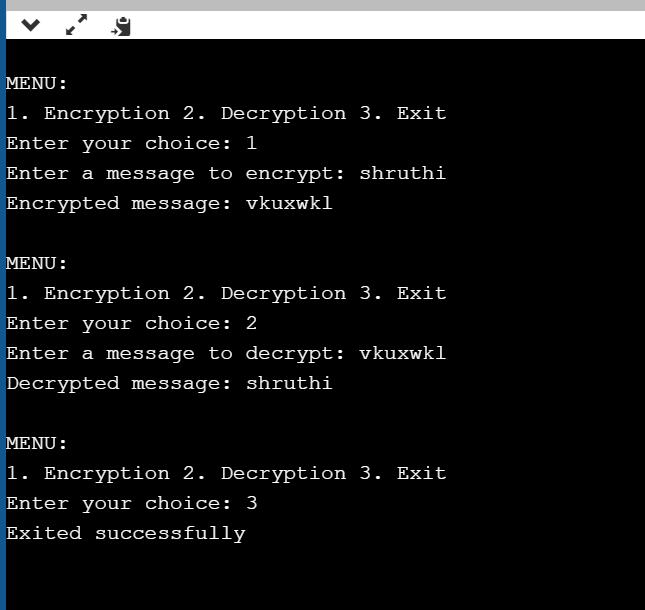 MENU:
1. Encryption 2. Decryption 3. Exit
Enter your choice: 1
Enter a message to encrypt: shruthi
Encrypted message: vkuxwkl
MENU:
1. Encryption 2. Decryption 3. Exit
Enter your choice: 2
Enter a message to decrypt: vkuxwkl
Decrypted message: shruthi
MENU:
1. Encryption 2. Decryption 3. Exit
Enter your choice: 3
Exited successfully